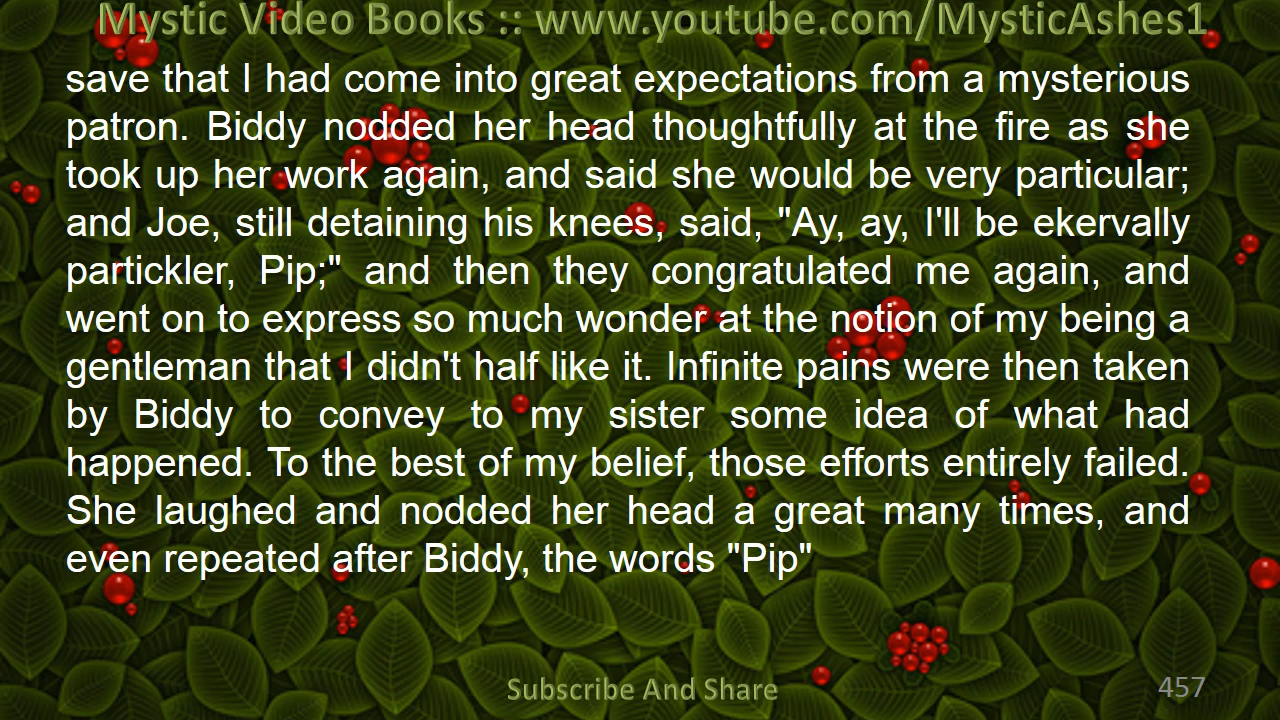 Mystic Video Books :: www.youtube.com/MysticAshes1
save that I had come into great expectations from a mysterious
patron. Biddy nodded her head thoughtfully at the fire as she
took up her work again, and said she would be very particular;
and Joe, still detaining his knees, said, "Ay, ay, I'll be ekervally
partickler, Pip;" and then they congratulated me again, and
went on to express so much wonder at the notion of my being a
gentleman that I didn't half like it. Infinite pains were then taken
by Biddy to convey to my sister some idea of what had
happened. To the best of my belief, those efforts entirely failed.
She laughed and nodded her head a great many times, and
even repeated after Biddy, the words "Pip"
Subscribe And Share
457